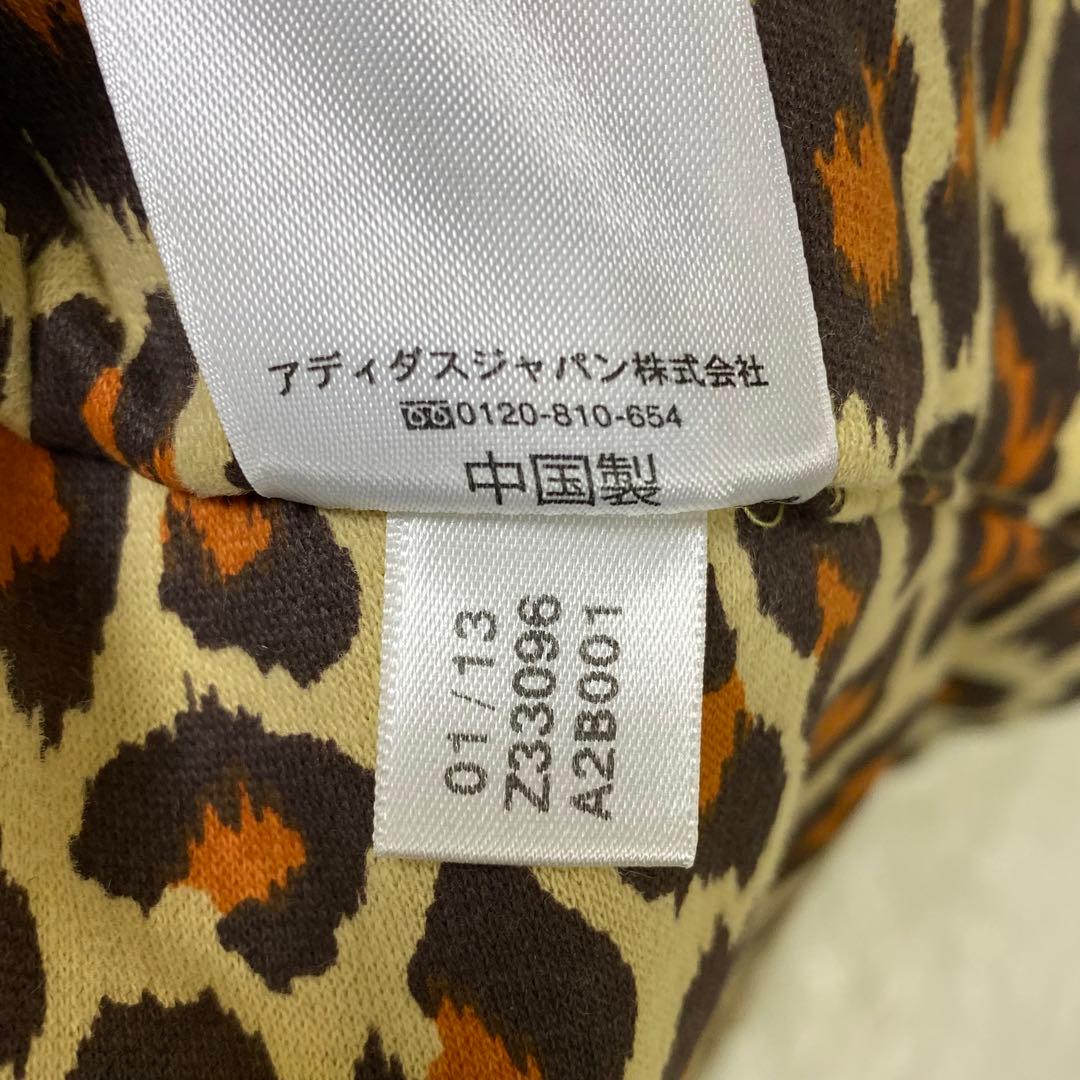 アディダスジャパン株式会社
0120-810-654
中国製
01/13
Z33096
A2B001